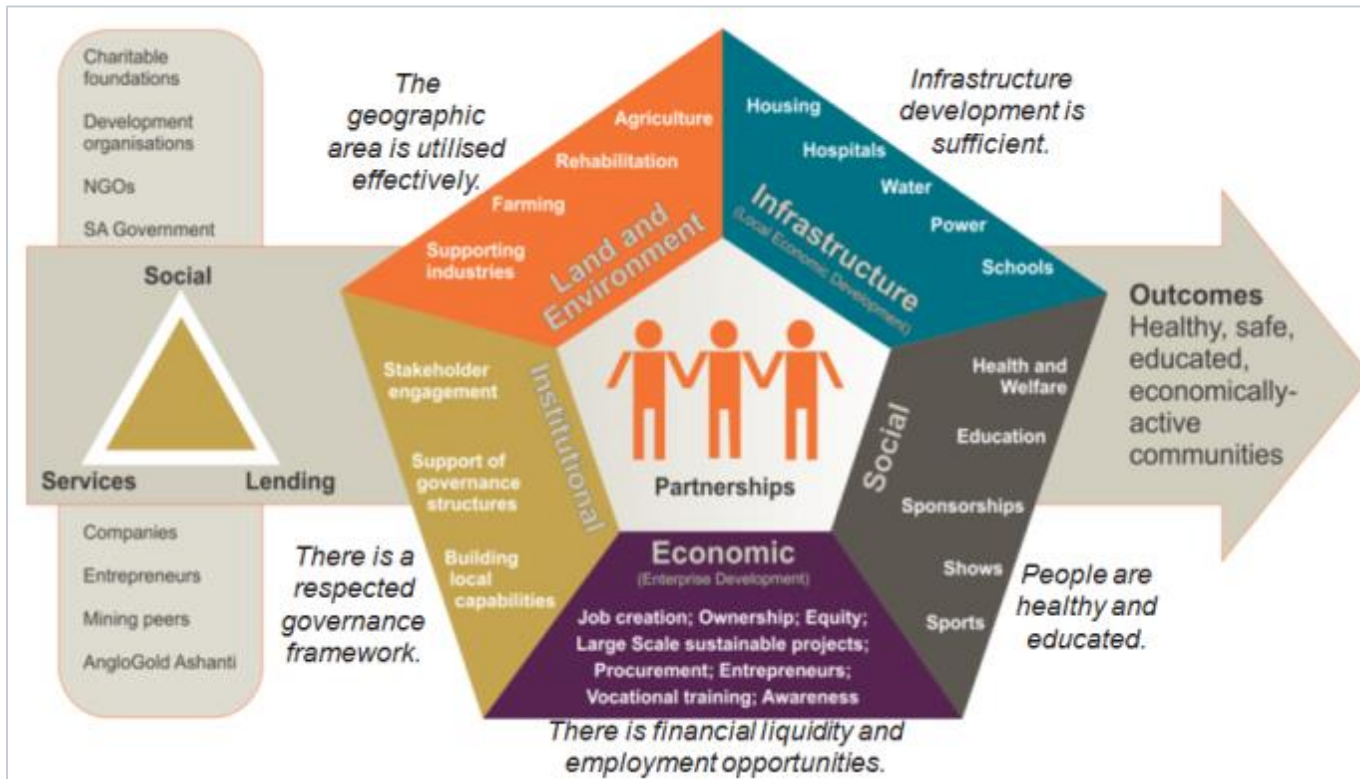 Charitable
foundations
Development
organisations
NGOs
SA Government
Social
Services
Lending
Companies
Entrepreneurs
Mining peers
AngloGold Ashanti
The
geographic
area is utilised
effectively.
Agriculture
Rehabilitation
Farming
Supporting
industries
Land and
Environment
Infrastructure
development is
sufficient.
Housing
Hospitals
Water
Power
Schools
Infrastructure
(Local Economic Development)
Stakeholder
engagement
Support of
governance
structures
Building
local
capabilities
Institutional
There is a
respected
governance
framework.
Partnerships
Health and
Welfare
Education
Sponsorships
Shows
Sports
Social
People are
healthy and
educated.
Economic
(Enterprise Development)
Job creation; Ownership; Equity;
Large Scale sustainable projects;
Procurement; Entrepreneurs;
Vocational training; Awareness
There is financial liquidity and
employment opportunities.
Outcomes
Healthy, safe,
educated,
economically-
active
communities